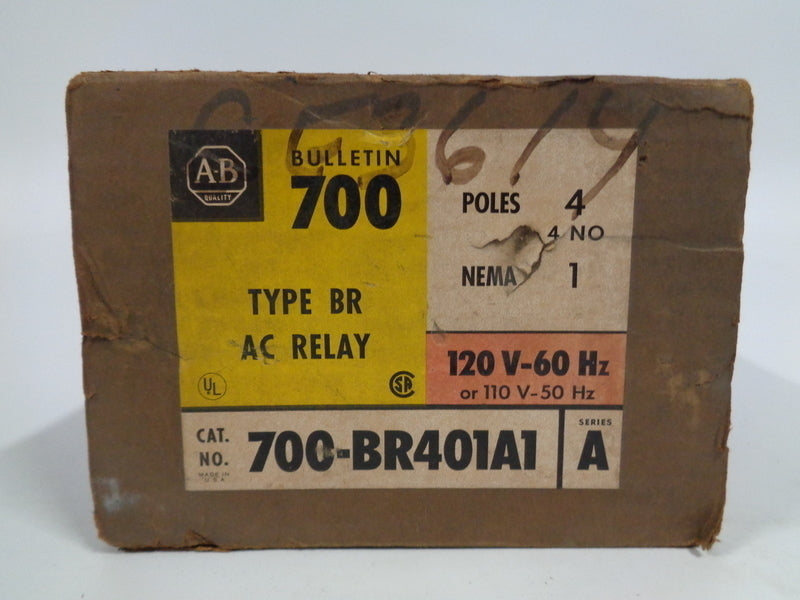 A-B
QUALITY
BULLETIN
700
TYPE BR
AC RELAY
UL
SA
POLES 4
4 NO
NEMA 1
120 V-60 Hz
or 110 V-50 Hz
CAT.
NO.
MADE IN
U.S.A
700-BR401A1
SERIES
A